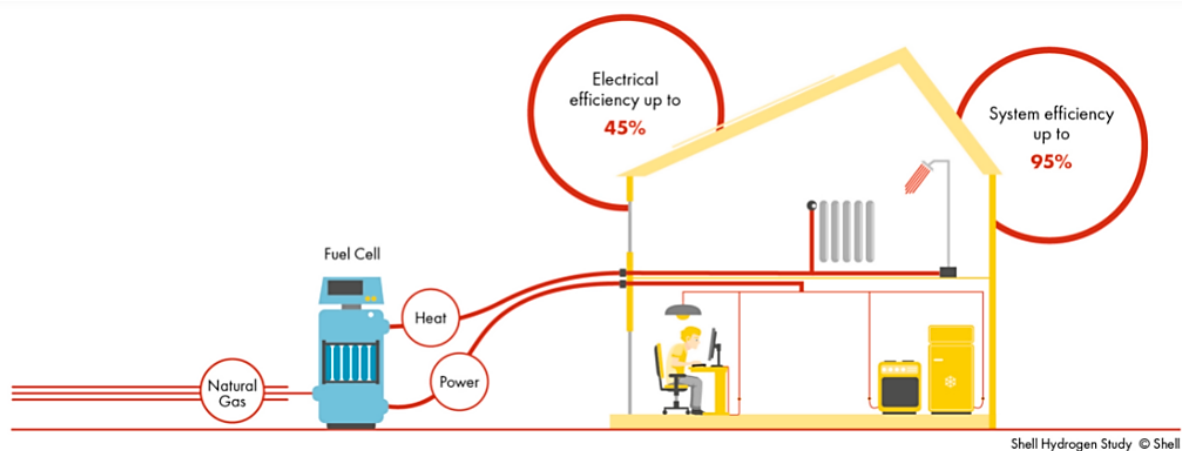 Electrical
efficiency up to
45%
System efficiency
up to
95%
Fuel Cell
Heat
Power
Natural
Gas
Shell Hydrogen Study © Shell